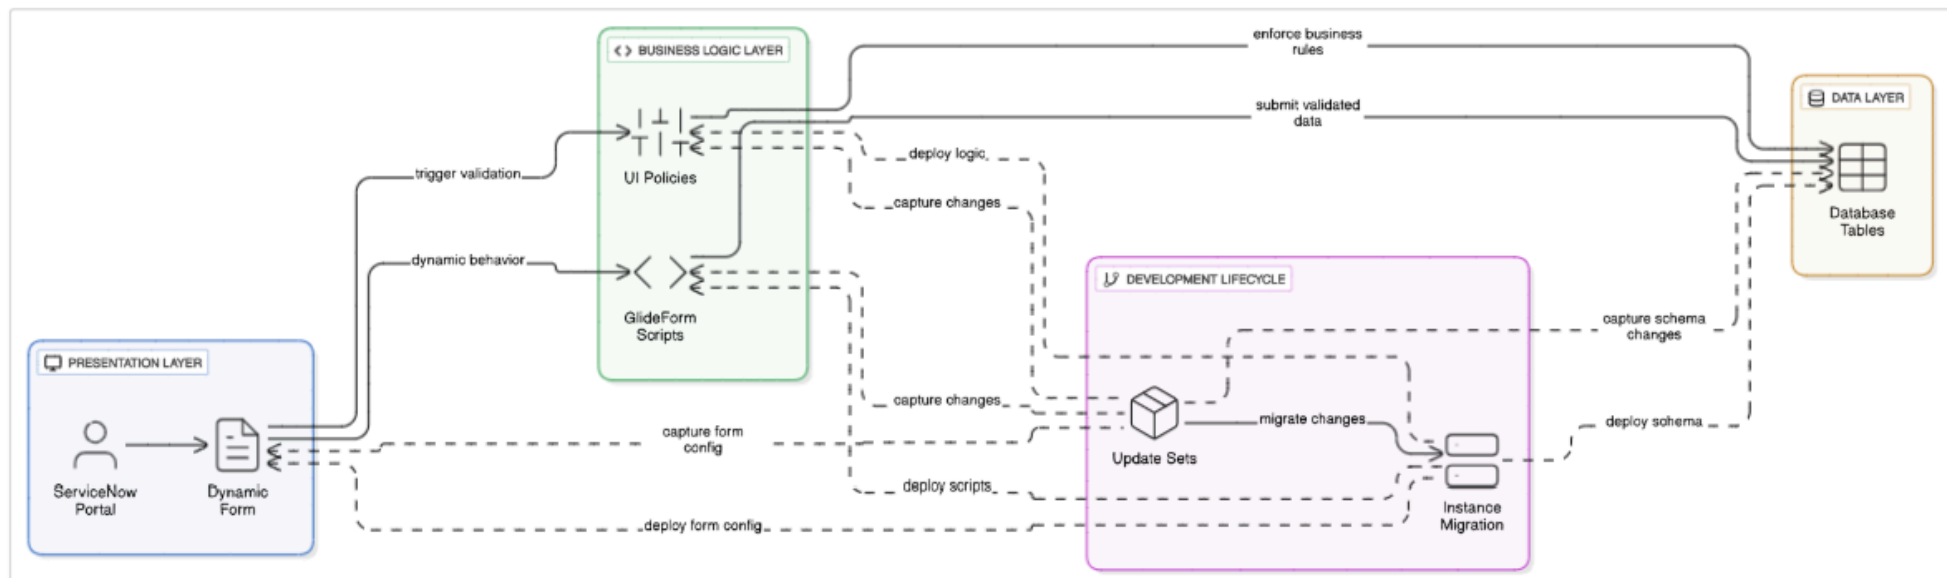 enforce business
rules
BUSINESS LOGIC LAYER
DATA LAYER
submit validated
data
deploy logic
trigger validation
UI Policies
capture changes
Database
Tables
dynamic behavior
DEVELOPMENT LIFECYCLE
GlideForm
Scripts
capture schema
changes
PRESENTATION LAYER
capture changes
migrate changes
deploy schema
capture form
config
Update Sets
ServiceNow
Portal
Dynamic
Form
deploy scripts
Instance
Migration
deploy form config